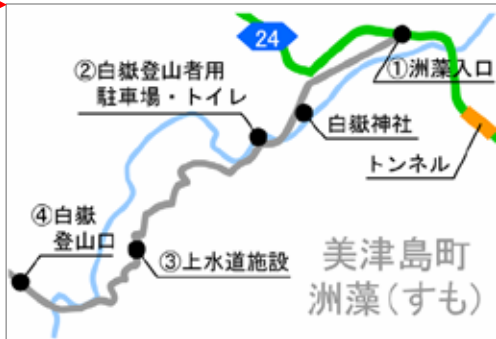 24
①洲藻入口
②白嶽登山者用
駐車場・トイレ
白嶽神社
トンネル
④白嶽
登山口
③上水道施設
美津島町
洲藻(すも)